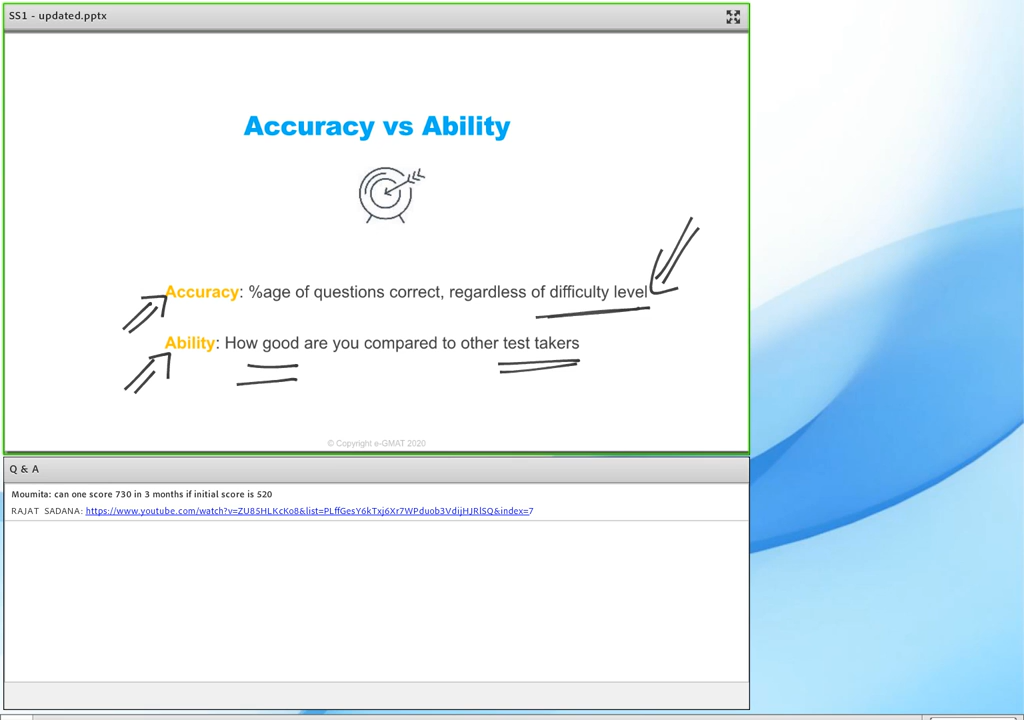 SS1 - updated.pptx
Accuracy vs Ability
Accuracy: %age of questions correct, regardless of difficulty level
Ability: How good are you compared to other test takers
© Copyright e-GMAT 2020
Q & A
Moumita: can one score 730 in 3 months if initial score is 520
RAJAT SADANA: https://www.youtube.com/watch?v=ZU85HLKcKo8&list=PLffGesY6kTxj6Xr7WPduob3VdijHJRlSQ&index=7